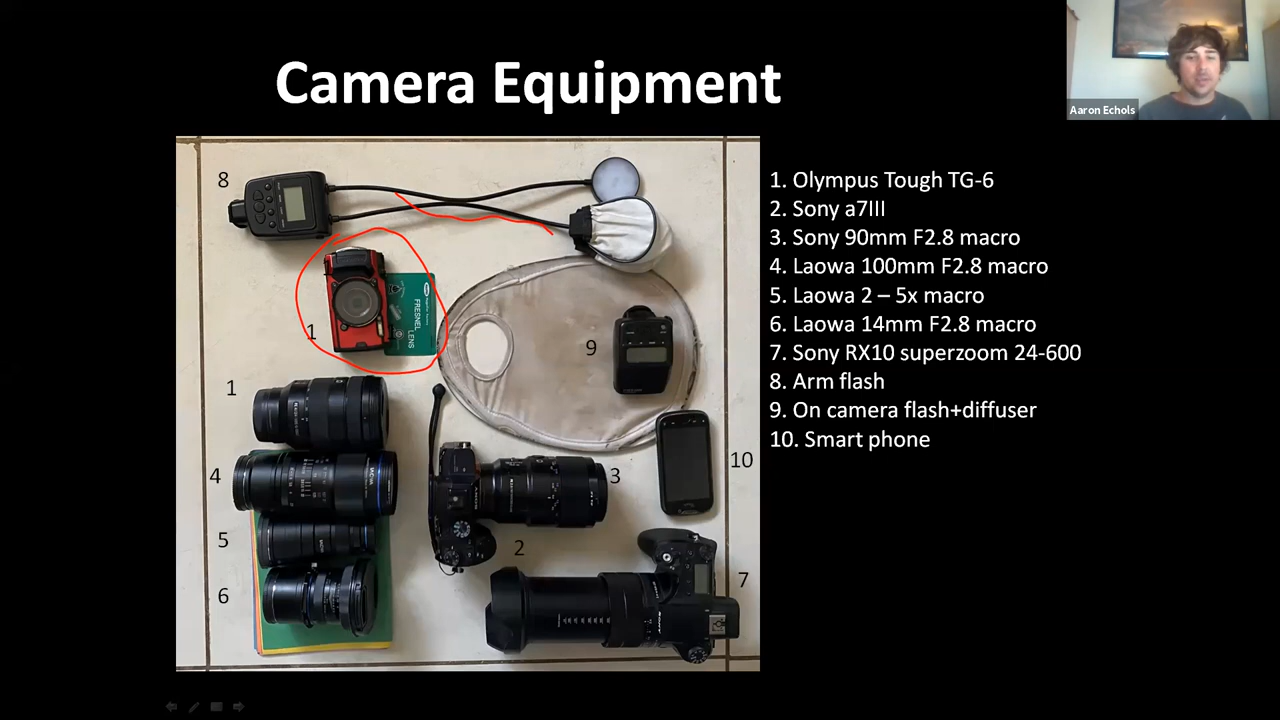 Camera Equipment
Aaron Echols
8
1
FRESNEL
LENS
9
1
4
10
3
5
2
6
7
1. Olympus Tough TG-6
2. Sony a7III
3. Sony 90mm F2.8 macro
4. Laowa 100mm F2.8 macro
5. Laowa 2 – 5x macro
6. Laowa 14mm F2.8 macro
7. Sony RX10 superzoom 24-600
8. Arm flash
9. On camera flash+diffuser
10. Smart phone